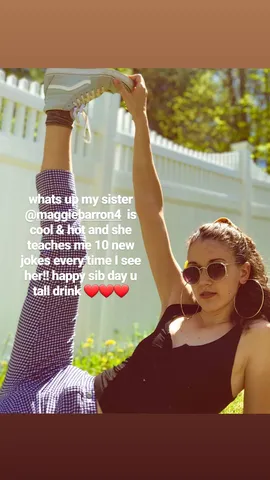 whats up my sister
@maggiebarron4 is
cool & hot and she
teaches me 10 new
jokes every time I see
her!! happy sib day u
tall drink ❤️❤️❤️